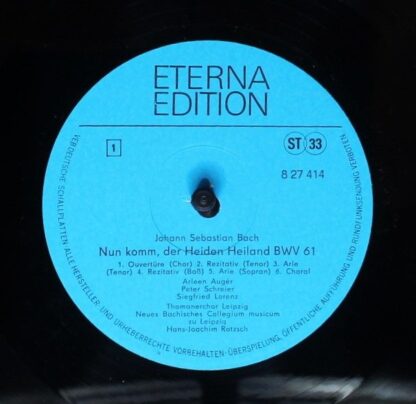 ETERNA
EDITION
1
ST 33
8 27 414
Johann Sebastian Bach
Nun komm, der Heiden Heiland BWV 61
1. Ouvertüre (Chor) 2. Rezitativ (Tenor) 3. Arie
(Tenor) 4. Rezitativ (Baß) 5. Arie (Sopran) 6. Choral
Arleen Augér
Peter Schreier
Siegfried Lorenz
Thomanerchor Leipzig
Neues Bachisches Collegium musicum
zu Leipzig
Hans-Joachim Rotzsch
VEB DEUTSCHE SCHALLPLATTEN ALLE HERSTELLER- UND URHEBERRECHTE VORBEHALTEN · ÜBERSPIELUNG, ÖFFENTLICHE AUFFÜHRUNG UND RUNDFUNKSENDUNG VERBOTEN